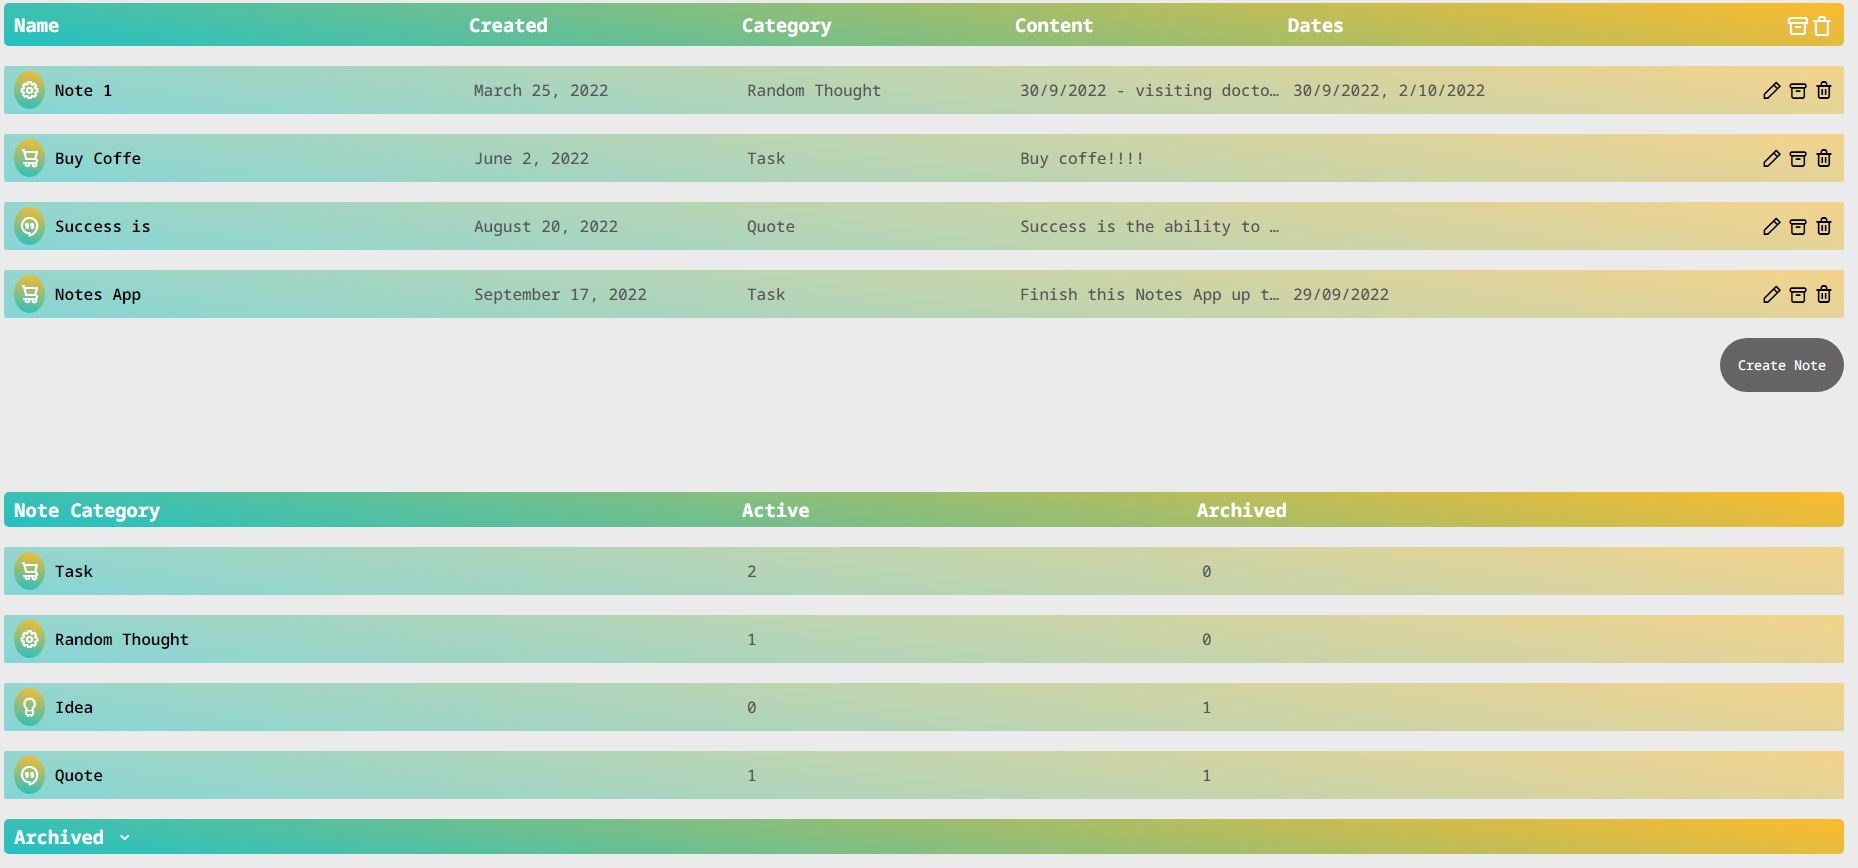 Name Created Category Content Dates
Note 1 March 25, 2022 Random Thought 30/9/2022 - visiting docto… 30/9/2022, 2/10/2022
Buy Coffe June 2, 2022 Task Buy coffe!!!!
Success is August 20, 2022 Quote Success is the ability to …
Notes App September 17, 2022 Task Finish this Notes App up t… 29/09/2022
Create Note
Note Category Active Archived
Task 2 0
Random Thought 1 0
Idea 0 1
Quote 1 1
Archived